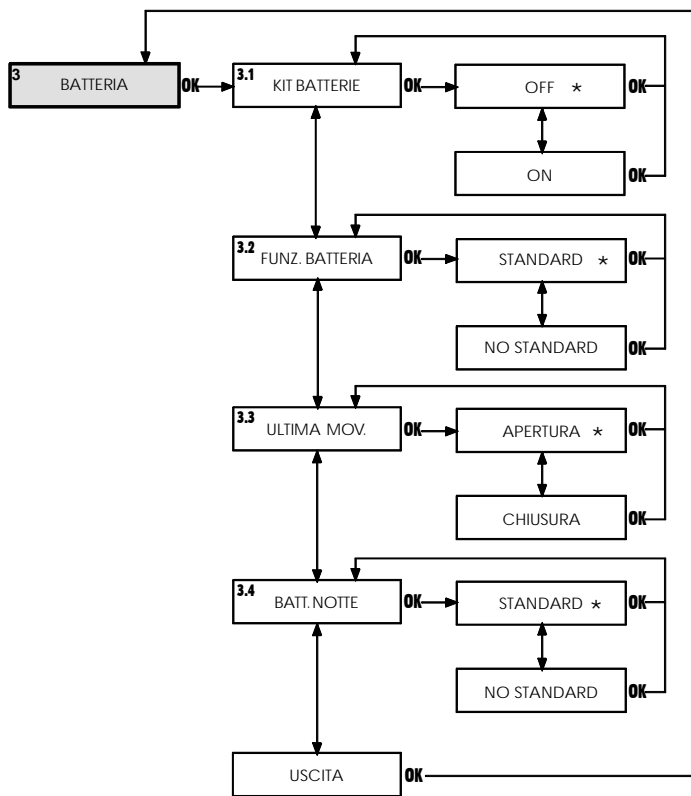 3 BATTERIA OK
3.1 KIT BATTERIE OK
OFF * OK
ON OK
3.2 FUNZ. BATTERIA OK
STANDARD * OK
NO STANDARD OK
3.3 ULTIMA MOV. OK
APERTURA * OK
CHIUSURA OK
3.4 BATT. NOTTE OK
STANDARD * OK
NO STANDARD OK
USCITA OK